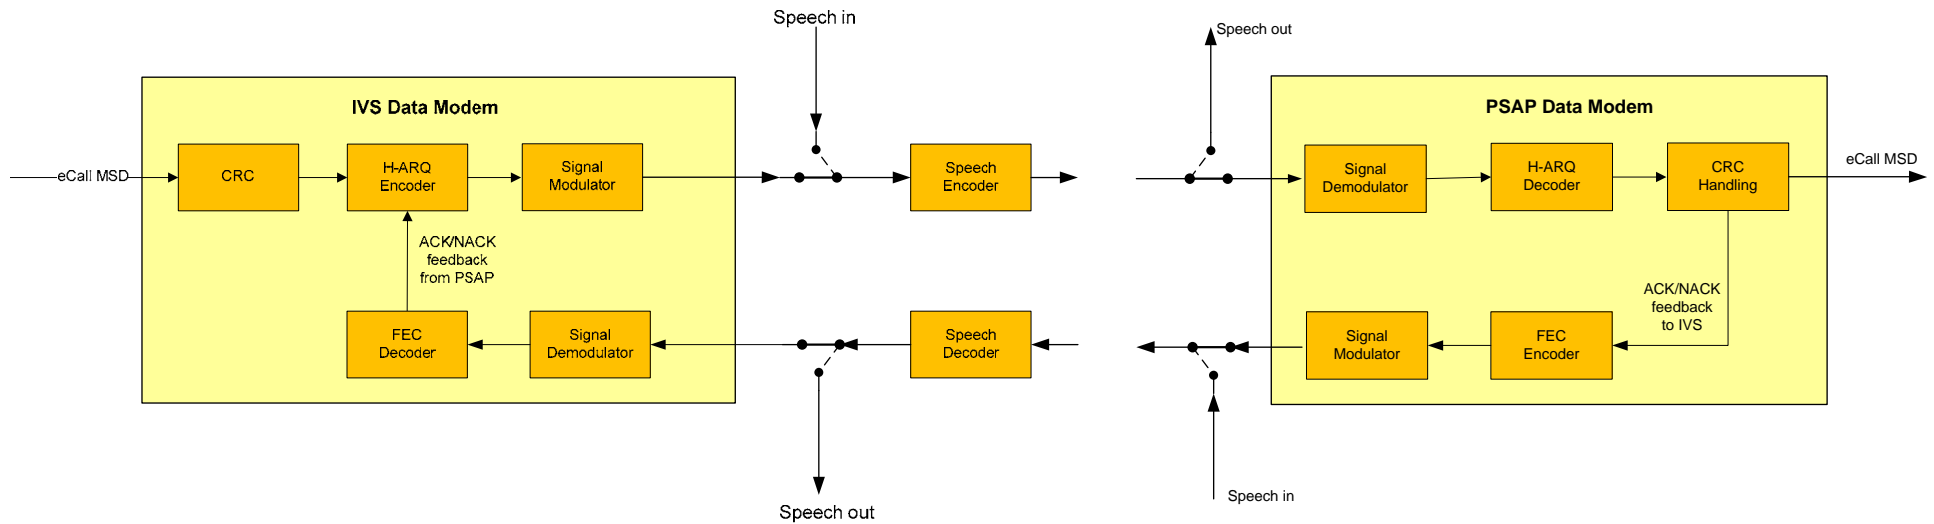 Speech in
Speech out
IVS Data Modem
PSAP Data Modem
eCall MSD
CRC
H-ARQ
Encoder
Signal
Modulator
Speech
Encoder
Signal
Demodulator
H-ARQ
Decoder
CRC
Handling
eCall MSD
ACK/NACK
feedback
from PSAP
ACK/NACK
feedback
to IVS
FEC
Decoder
Signal
Demodulator
Speech
Decoder
Signal
Modulator
FEC
Encoder
Speech out
Speech in